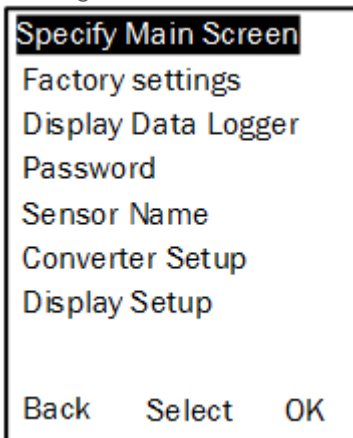 Specify Main Screen
Factory settings
Display Data Logger
Password
Sensor Name
Converter Setup
Display Setup
Back Select OK